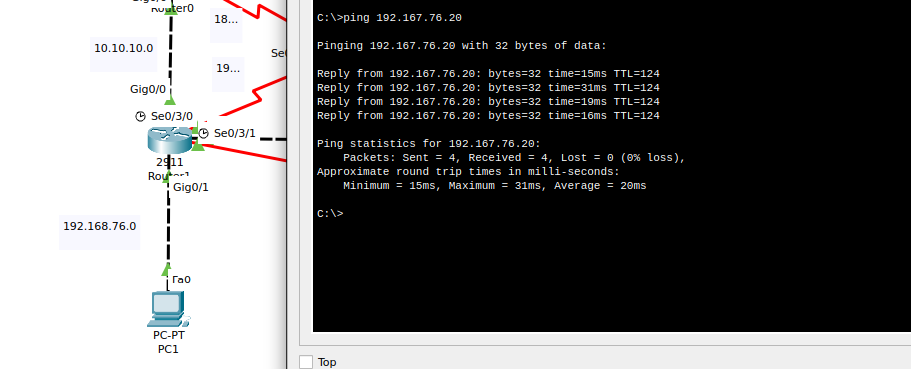 Router0
18...
10.10.10.0
19...
Gig0/0
Se0/3/0
Se0/3/1
2911
Router1
Gig0/1
192.168.76.0
Fa0
PC-PT
PC1
C:\>ping 192.167.76.20
Pinging 192.167.76.20 with 32 bytes of data:
Reply from 192.167.76.20: bytes=32 time=15ms TTL=124
Reply from 192.167.76.20: bytes=32 time=31ms TTL=124
Reply from 192.167.76.20: bytes=32 time=19ms TTL=124
Reply from 192.167.76.20: bytes=32 time=16ms TTL=124
Ping statistics for 192.167.76.20:
Packets: Sent = 4, Received = 4, Lost = 0 (0% loss),
Approximate round trip times in milli-seconds:
Minimum = 15ms, Maximum = 31ms, Average = 20ms
C:\>
Top